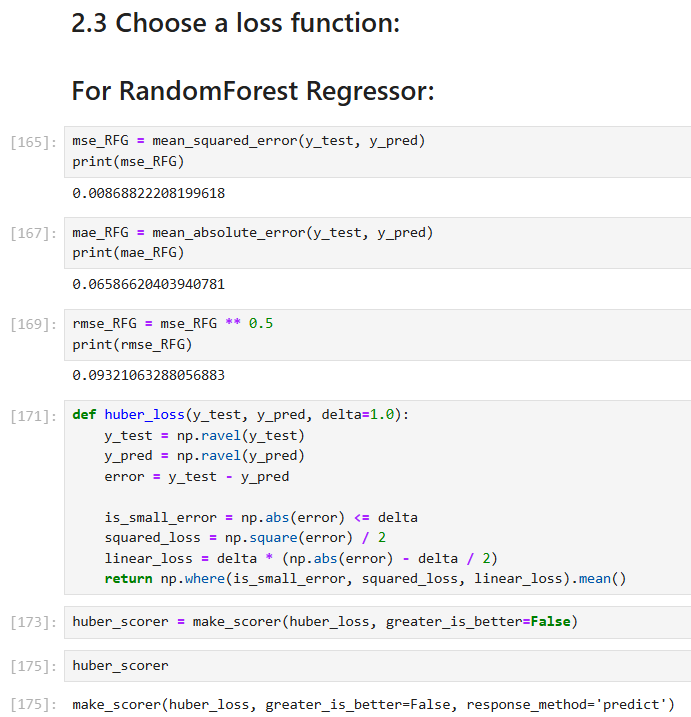 2.3 Choose a loss function:
For RandomForest Regressor:
[165]: mse_RFG = mean_squared_error(y_test, y_pred)
print(mse_RFG)
0.00868822208199618
[167]: mae_RFG = mean_absolute_error(y_test, y_pred)
print(mae_RFG)
0.06586620403940781
[169]: rmse_RFG = mse_RFG ** 0.5
print(rmse_RFG)
0.09321063288056883
[171]: def huber_loss(y_test, y_pred, delta=1.0):
    y_test = np.ravel(y_test)
    y_pred = np.ravel(y_pred)
    error = y_test - y_pred
    is_small_error = np.abs(error) <= delta
    squared_loss = np.square(error) / 2
    linear_loss = delta * (np.abs(error) - delta / 2)
    return np.where(is_small_error, squared_loss, linear_loss).mean()
[173]: huber_scorer = make_scorer(huber_loss, greater_is_better=False)
[175]: huber_scorer
[175]: make_scorer(huber_loss, greater_is_better=False, response_method='predict')